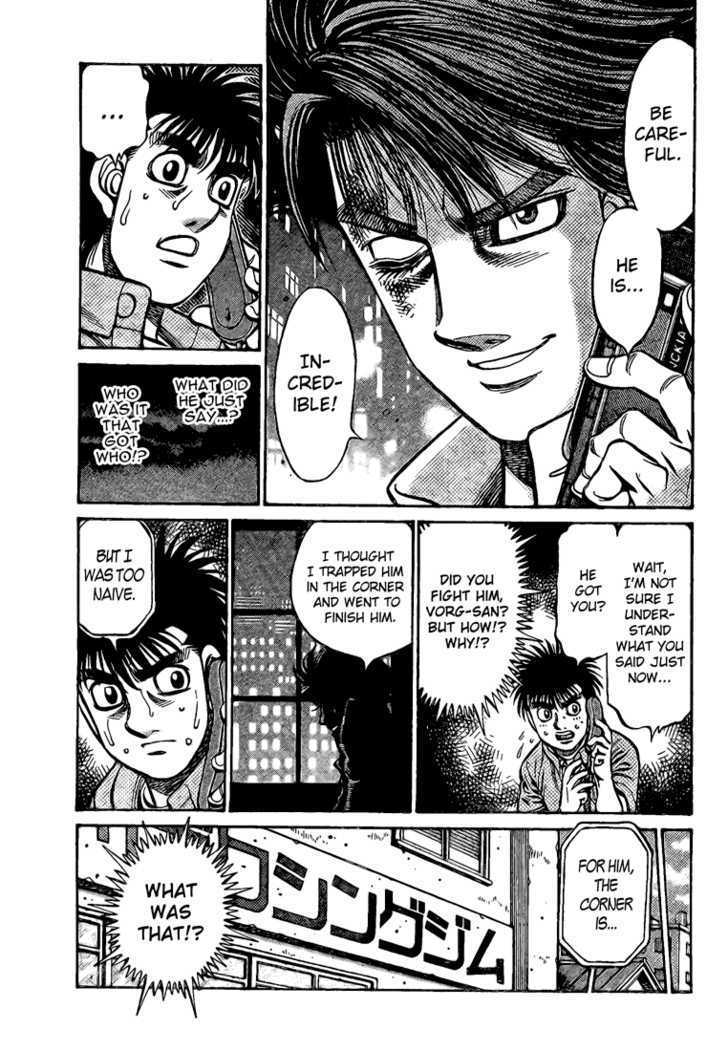 BE
CARE-
FUL.
HE
IS...
IN-
CRED-
IBLE!
...
WHAT DID
HE JUST
SAY...?
WHO
WAS IT
THAT
GOT
WHO!?
WAIT,
I'M NOT
SURE I
UNDER-
STAND
WHAT YOU
SAID JUST
NOW...
HE
GOT
YOU?
DID YOU
FIGHT HIM,
VORG-SAN?
BUT HOW!?
WHY!?
I THOUGHT
I TRAPPED HIM
IN THE CORNER
AND WENT TO
FINISH HIM.
BUT I
WAS TOO
NAIVE.
FOR HIM,
THE
CORNER
IS...
クシングジム
WHAT
WAS
THAT!?